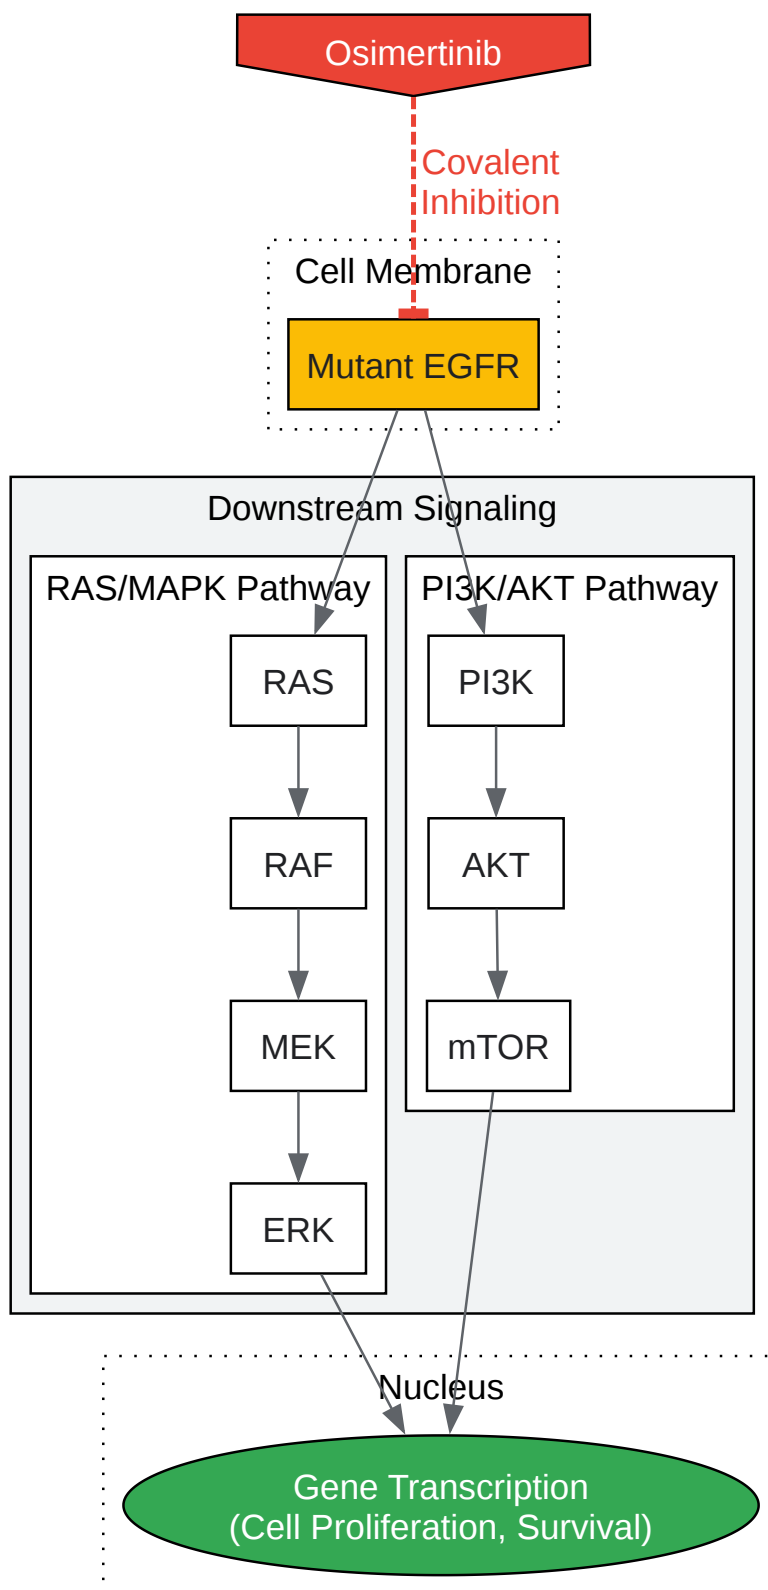 Osimertinib
Covalent
Inhibition
Cell Membrane
Mutant EGFR
Downstream Signaling
RAS/MAPK Pathway
PI3K/AKT Pathway
RAS
PI3K
RAF
AKT
MEK
mTOR
ERK
Nucleus
Gene Transcription
(Cell Proliferation, Survival)